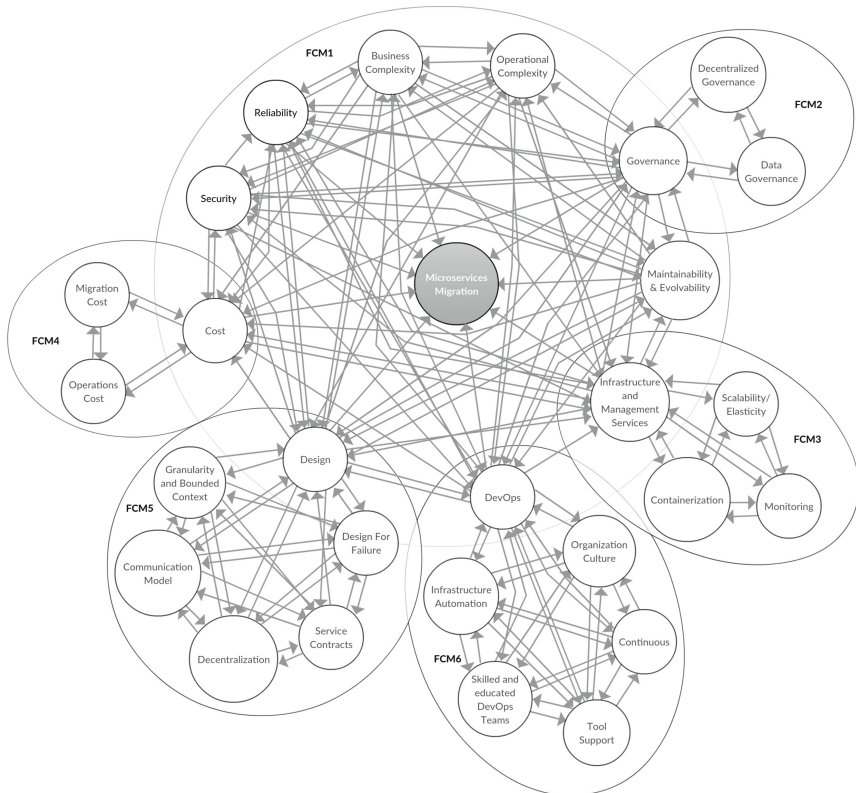 FCM1
Business
Complexity
Operational
Complexity
Decentralized
Governance
FCM2
Reliability
Governance
Data
Governance
Security
Microservices
Migration
Maintainability
& Evolvability
Migration
Cost
Cost
FCM4
Operations
Cost
Infrastructure
and
Management
Services
Scalability/
Elasticity
FCM3
Containerization
Monitoring
Design
Granularity
and Bounded
Context
FCM5
DevOps
Design For
Failure
Organization
Culture
Communication
Model
Infrastructure
Automation
Service
Contracts
Continuous
Decentralization
FCM6
Skilled and
educated
DevOps
Teams
Tool
Support